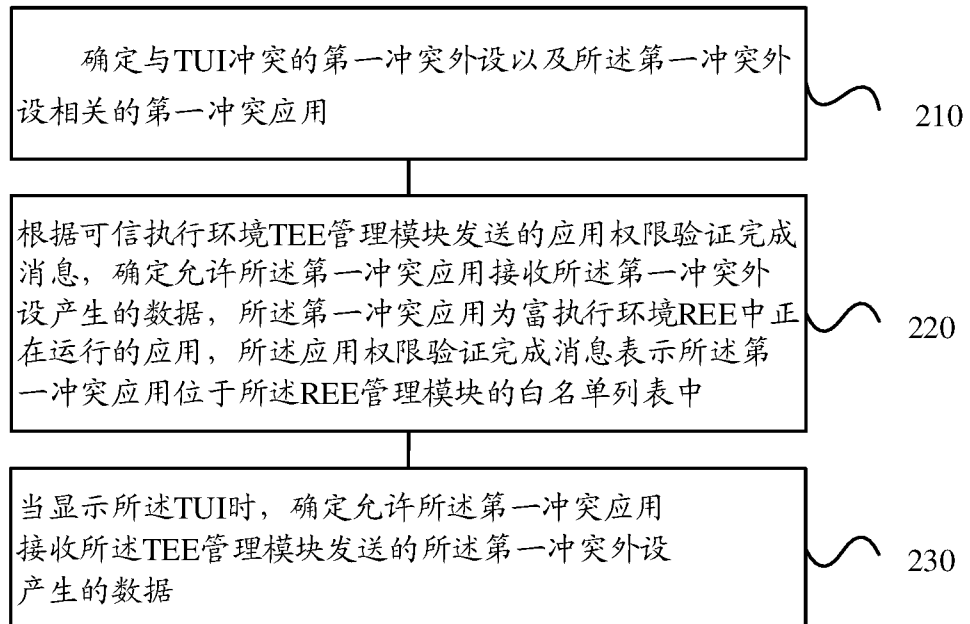 确定与TUI冲突的第一冲突外设以及所述第一冲突外
设相关的第一冲突应用
210
根据可信执行环境TEE管理模块发送的应用权限验证完成
消息，确定允许所述第一冲突应用接收所述第一冲突外
设产生的数据，所述第一冲突应用为富执行环境REE中正
在运行的应用，所述应用权限验证完成消息表示所述第
一冲突应用位于所述REE管理模块的白名单列表中
220
当显示所述TUI时，确定允许所述第一冲突应用
接收所述TEE管理模块发送的所述第一冲突外设
产生的数据
230